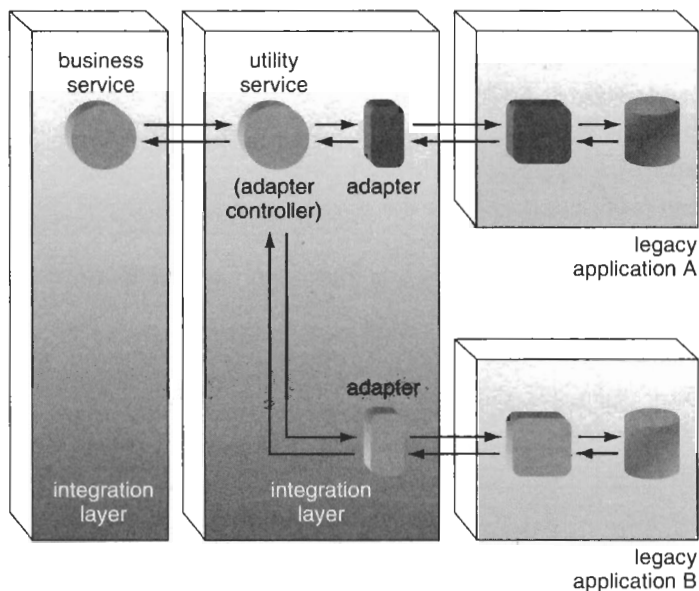 business
service
utility
service
(adapter
controller)
adapter
legacy
application A
adapter
integration
layer
integration
layer
legacy
application B